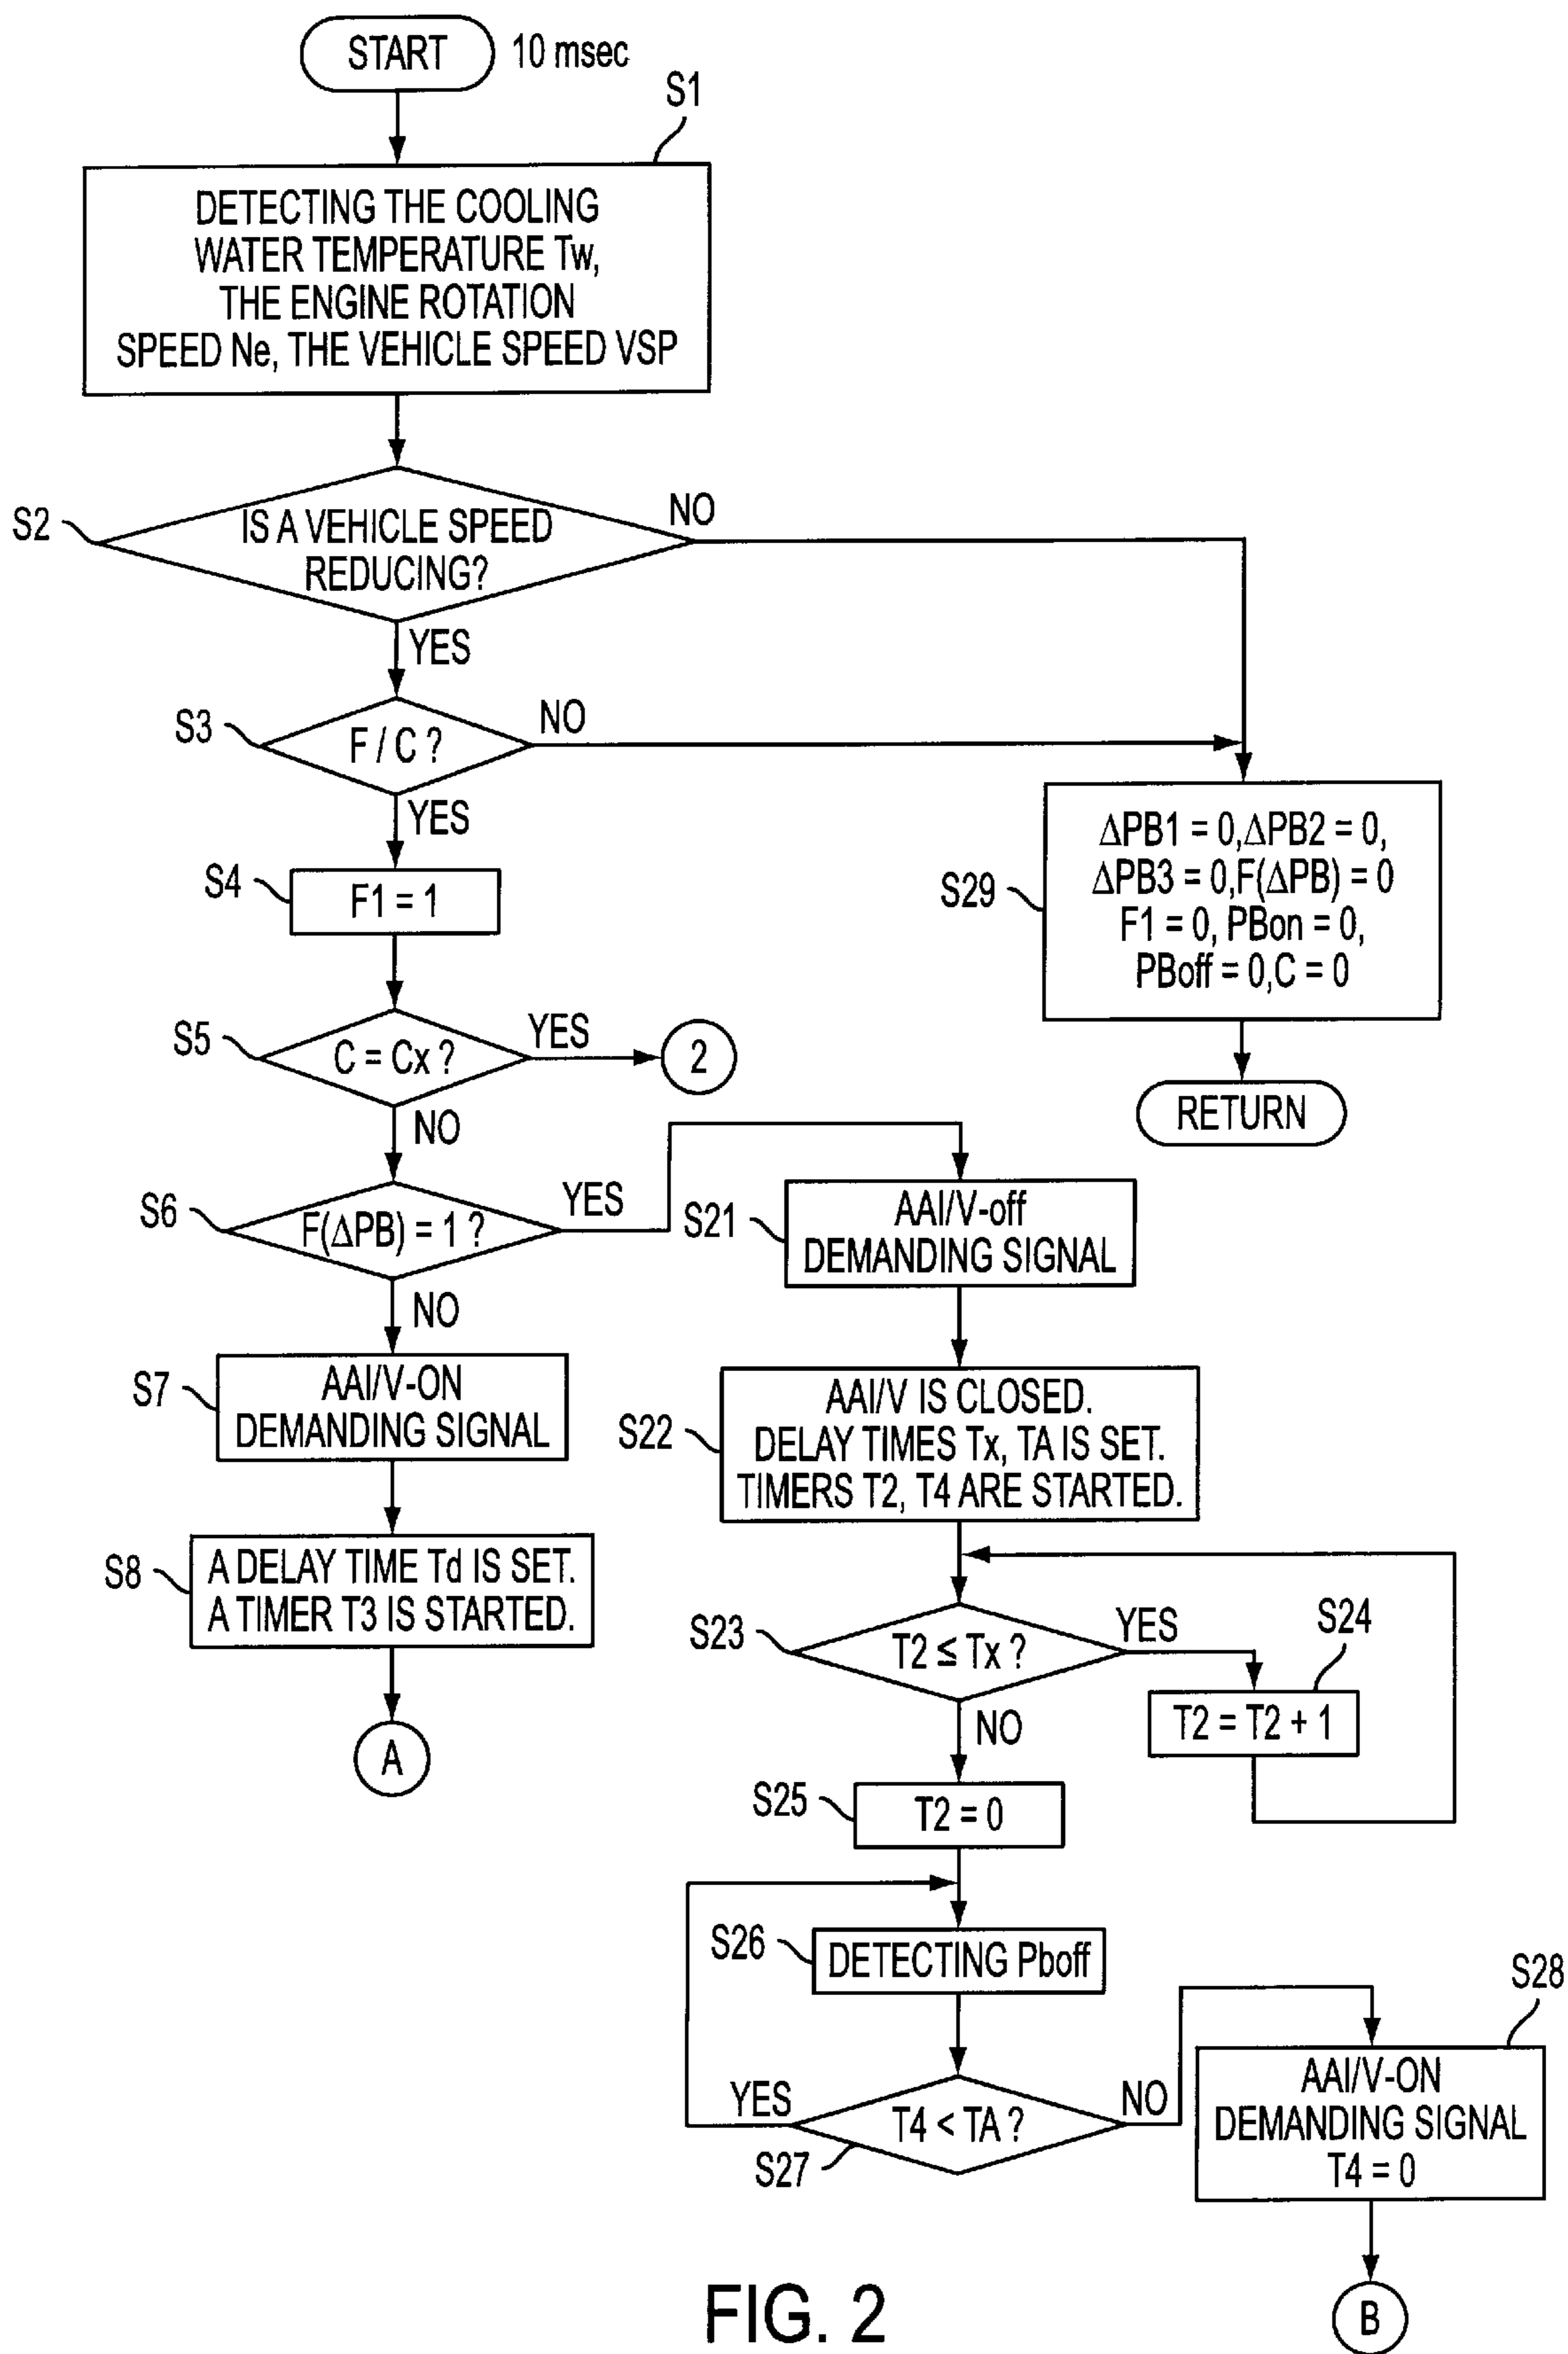 START
10 msec
S1
DETECTING THE COOLING
WATER TEMPERATURE Tw,
THE ENGINE ROTATION
SPEED Ne, THE VEHICLE SPEED VSP
S2
IS A VEHICLE SPEED
REDUCING?
NO
YES
S3
F / C ?
NO
YES
S4
F1 = 1
S29
ΔPB1 = 0,ΔPB2 = 0,
ΔPB3 = 0,F(ΔPB) = 0
F1 = 0, PBon = 0,
PBoff = 0,C = 0
RETURN
S5
C = Cx ?
YES
2
NO
S6
F(ΔPB) = 1 ?
YES
NO
S21
AAI/V-off
DEMANDING SIGNAL
S7
AAI/V-ON
DEMANDING SIGNAL
S22
AAI/V IS CLOSED.
DELAY TIMES Tx, TA IS SET.
TIMERS T2, T4 ARE STARTED.
S8
A DELAY TIME Td IS SET.
A TIMER T3 IS STARTED.
A
S23
T2 ≤ Tx ?
YES
NO
S24
T2 = T2 + 1
S25
T2 = 0
S26
DETECTING Pboff
S27
T4 < TA ?
YES
NO
S28
AAI/V-ON
DEMANDING SIGNAL
T4 = 0
B
FIG. 2